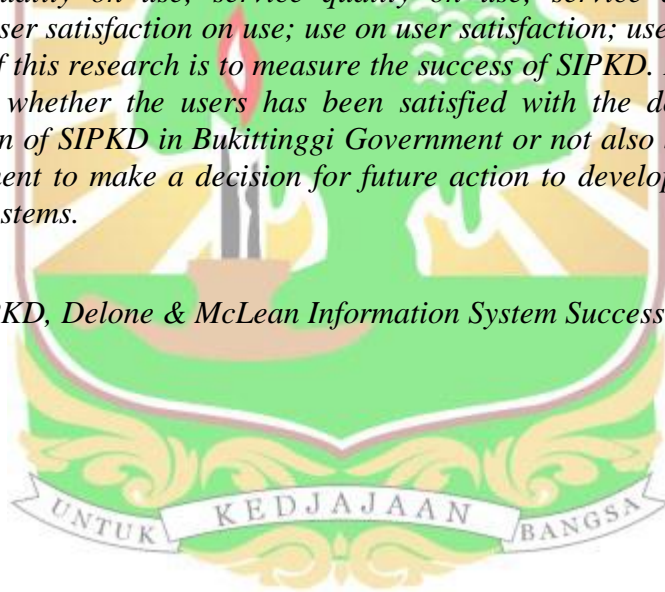 on use; service quality on use; service
user satisfaction on use; use on user satisfaction; use
f this research is to measure the success of SIPKD.
whether the users has been satisfied with the de
n of SIPKD in Bukittinggi Government or not also
ment to make a decision for future action to develop
stems.
KD, Delone & McLean Information System Success
UNTUK KEDJAJAAN BANGSA